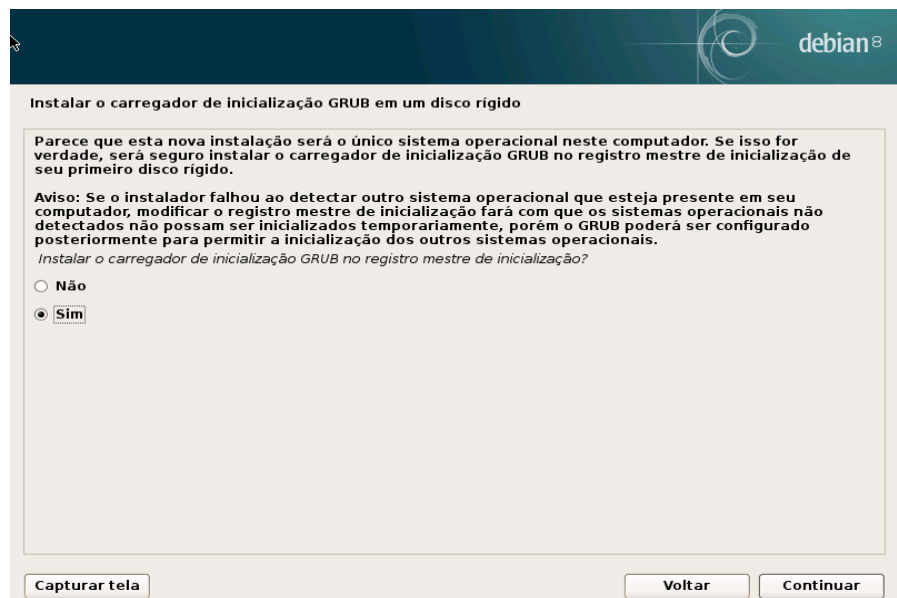 debian 8
Instalar o carregador de inicialização GRUB em um disco rígido
Parece que esta nova instalação será o único sistema operacional neste computador. Se isso for
verdade, será seguro instalar o carregador de inicialização GRUB no registro mestre de inicialização de
seu primeiro disco rígido.
Aviso: Se o instalador falhou ao detectar outro sistema operacional que esteja presente em seu
computador, modificar o registro mestre de inicialização fará com que os sistemas operacionais não
detectados não possam ser inicializados temporariamente, porém o GRUB poderá ser configurado
posteriormente para permitir a inicialização dos outros sistemas operacionais.
Instalar o carregador de inicialização GRUB no registro mestre de inicialização?
Não
Sim
Capturar tela
Voltar
Continuar